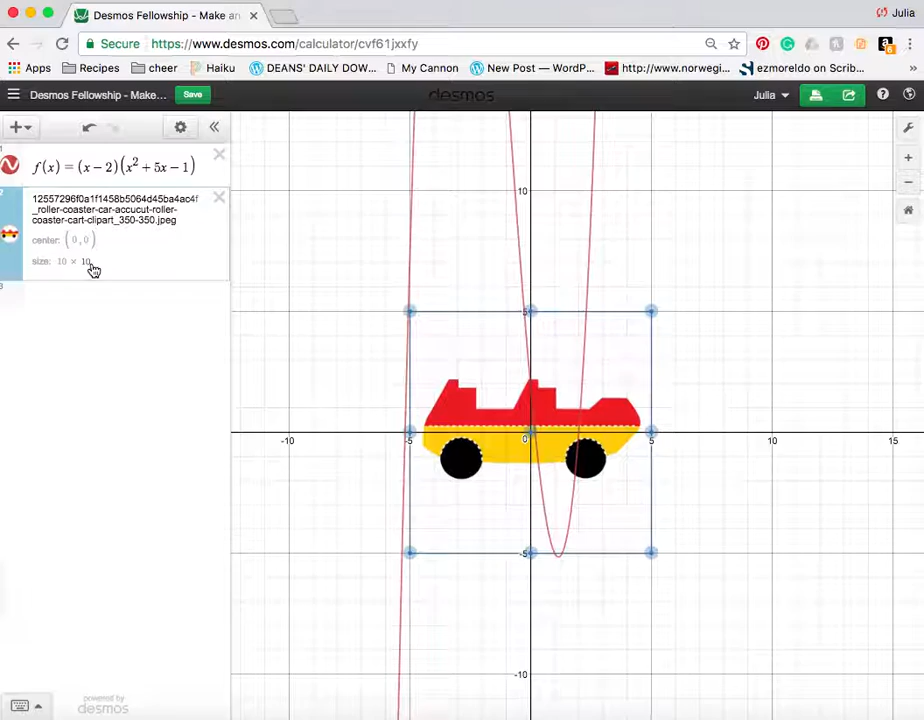 Desmos Fellowship - Make an
Julia
Secure https://www.desmos.com/calculator/cvf61jxxfy
Apps Recipes cheer Haiku DEANS' DAILY DOW... My Cannon New Post — WordP... http://www.norwegi... ezmoreldo on Scrib...
Desmos Fellowship - Make... Save desmos Julia
1
f(x) = (x−2)(x²+5x−1)
2
12557296f0a1f1458b5064d45ba4ac4f
_roller-coaster-car-accucut-roller-
coaster-cart-clipart_350-350.jpeg
center: (0,0)
size: 10 × 10
3
10
5
-10 -5 0 5 10 15
-5
-10
powered by
desmos